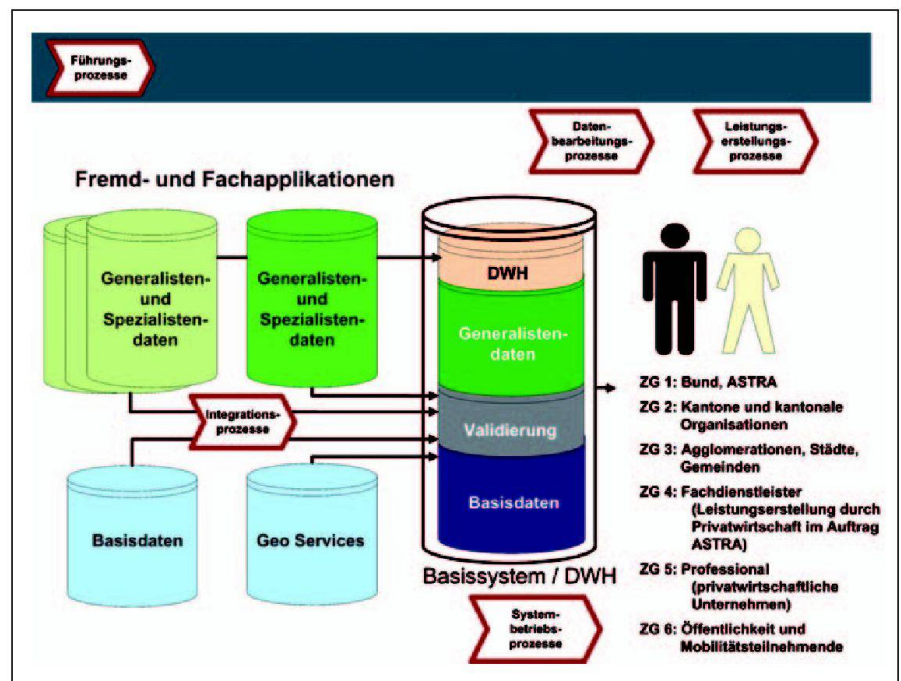 Führungs-
prozesse
Daten-
bearbeitungs-
prozesse
Leistungs-
erstellungs-
prozesse
Fremd- und Fachapplikationen
Generalisten-
und
Spezialisten-
daten
Generalisten-
und
Spezialisten-
daten
DWH
Generalisten-
daten
Validierung
Basisdaten
Integrations-
prozesse
Basisdaten
Geo Services
Basissystem / DWH
System-
betriebs-
prozesse
ZG 1: Bund, ASTRA
ZG 2: Kantone und kantonale
Organisationen
ZG 3: Agglomerationen, Städte,
Gemeinden
ZG 4: Fachdienstleister
(Leistungserstellung durch
Privatwirtschaft im Auftrag
ASTRA)
ZG 5: Professional
(privatwirtschaftliche
Unternehmen)
ZG 6: Öffentlichkeit und
Mobilitätsteilnehmende